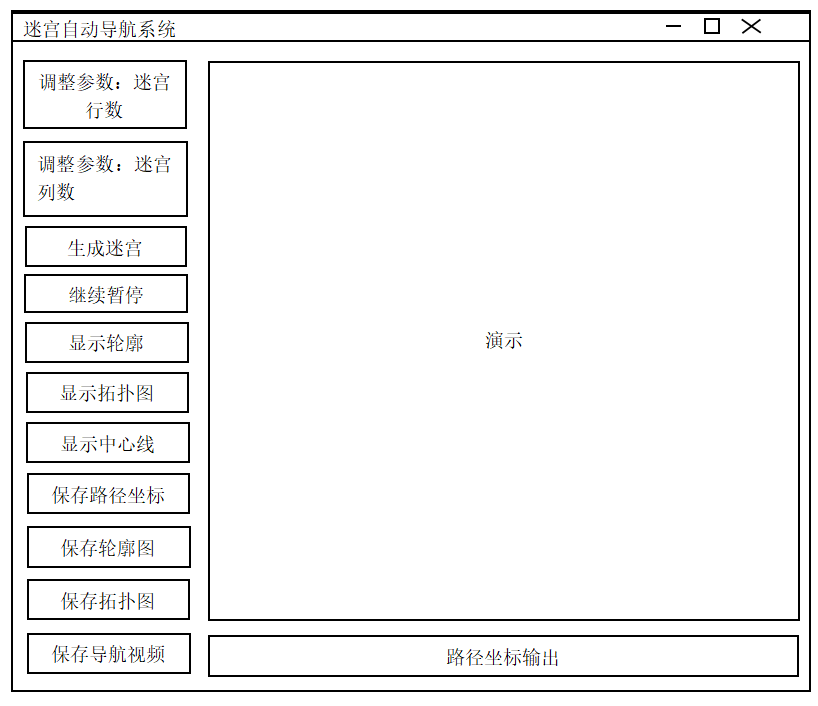 迷宫自动导航系统
调整参数：迷宫
行数
调整参数：迷宫
列数
生成迷宫
继续暂停
显示轮廓
显示拓扑图
显示中心线
保存路径坐标
保存轮廓图
保存拓扑图
保存导航视频
演示
路径坐标输出